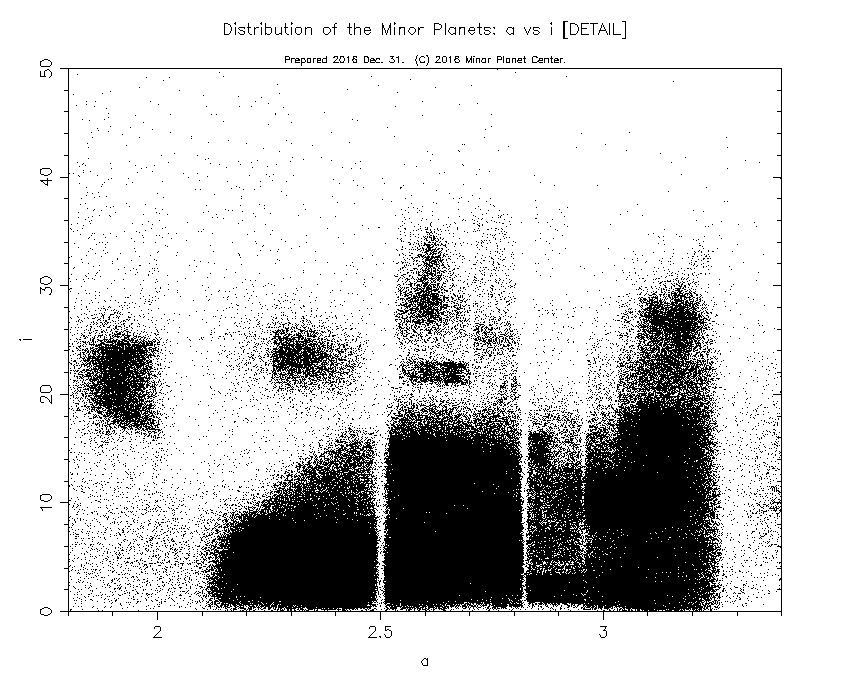 Distribution of the Minor Planets: a vs i [DETAIL]
Prepared 2016 Dec. 31. (C) 2016 Minor Planet Center.
50
40
30
i
20
10
0
2 2.5 3
a